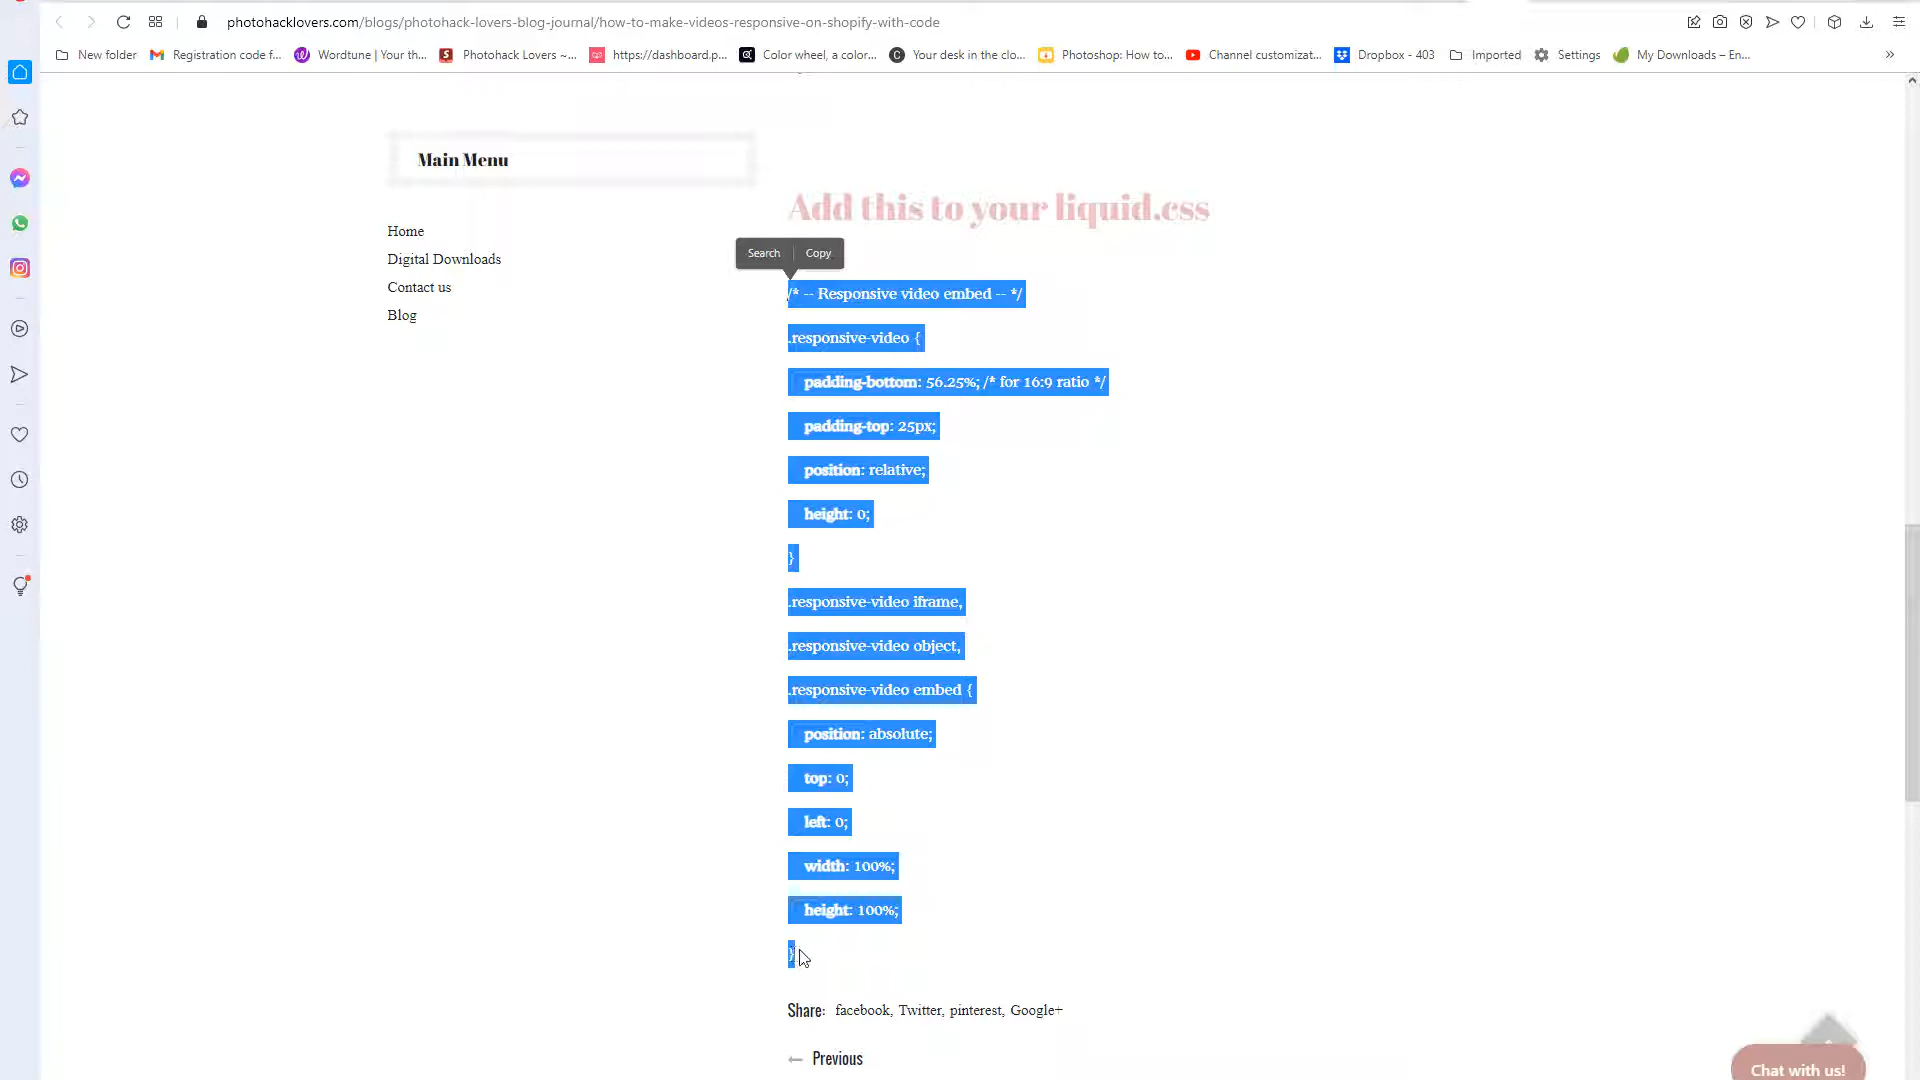 photohacklovers.com/blogs/photohack-lovers-blog-journal/how-to-make-videos-responsive-on-shopify-with-code
New folder Registration code f... Wordtune | Your th... Photohack Lovers ~... https://dashboard.p... Color wheel, a color... Your desk in the clo... Photoshop: How to... Channel customizat... Dropbox - 403 Imported Settings My Downloads – En... »
Main Menu
Home
Digital Downloads
Contact us
Blog
Add this to your liquid.css
Search Copy
/* -- Responsive video embed -- */
.responsive-video {
padding-bottom: 56.25%; /* for 16:9 ratio */
padding-top: 25px;
position: relative;
height: 0;
}
.responsive-video iframe,
.responsive-video object,
.responsive-video embed {
position: absolute;
top: 0;
left: 0;
width: 100%;
height: 100%;
}
Share: facebook, Twitter, pinterest, Google+
Previous
Chat with us!